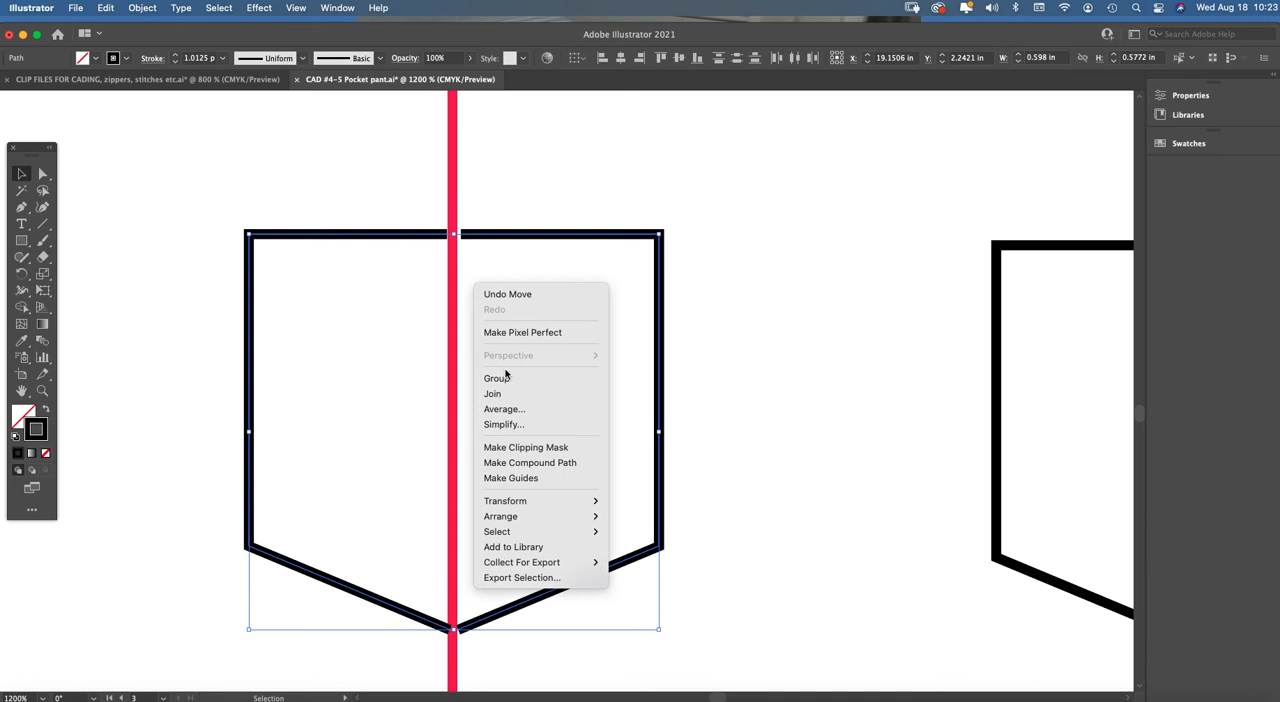 Illustrator File Edit Object Type Select Effect View Window Help Wed Aug 18 10:23
Adobe Illustrator 2021 Search Adobe Help
Path Stroke: 1.0125 p Uniform Basic Opacity: 100% Style: X: 19.1506 in Y: 2.2421 in W: 0.598 in H: 0.5772 in
CLIP FILES FOR CADING, zippers, stitches etc.ai* @ 800 % (CMYK/Preview) CAD #4-5 Pocket pant.ai* @ 1200 % (CMYK/Preview)
Properties
Libraries
Swatches
Undo Move
Redo
Make Pixel Perfect
Perspective
Group
Join
Average...
Simplify...
Make Clipping Mask
Make Compound Path
Make Guides
Transform
Arrange
Select
Add to Library
Collect For Export
Export Selection...
1200% 0° 3 Selection